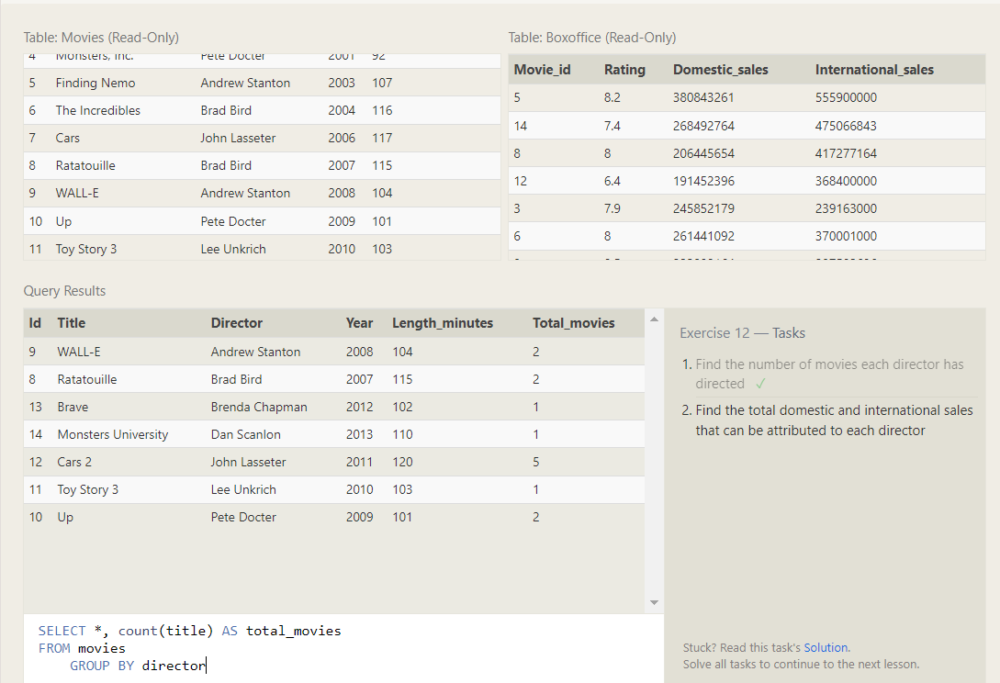 Table: Movies (Read-Only)
4 Monsters, Inc. Pete Docter 2001 92
5 Finding Nemo Andrew Stanton 2003 107
6 The Incredibles Brad Bird 2004 116
7 Cars John Lasseter 2006 117
8 Ratatouille Brad Bird 2007 115
9 WALL-E Andrew Stanton 2008 104
10 Up Pete Docter 2009 101
11 Toy Story 3 Lee Unkrich 2010 103
Table: Boxoffice (Read-Only)
Movie_id Rating Domestic_sales International_sales
5 8.2 380843261 555900000
14 7.4 268492764 475066843
8 8 206445654 417277164
12 6.4 191452396 368400000
3 7.9 245852179 239163000
6 8 261441092 370001000
Query Results
Id Title Director Year Length_minutes Total_movies
9 WALL-E Andrew Stanton 2008 104 2
8 Ratatouille Brad Bird 2007 115 2
13 Brave Brenda Chapman 2012 102 1
14 Monsters University Dan Scanlon 2013 110 1
12 Cars 2 John Lasseter 2011 120 5
11 Toy Story 3 Lee Unkrich 2010 103 1
10 Up Pete Docter 2009 101 2
SELECT *, count(title) AS total_movies
FROM movies
GROUP BY director
Exercise 12 — Tasks
1. Find the number of movies each director has
directed ✓
2. Find the total domestic and international sales
that can be attributed to each director
Stuck? Read this task's Solution.
Solve all tasks to continue to the next lesson.